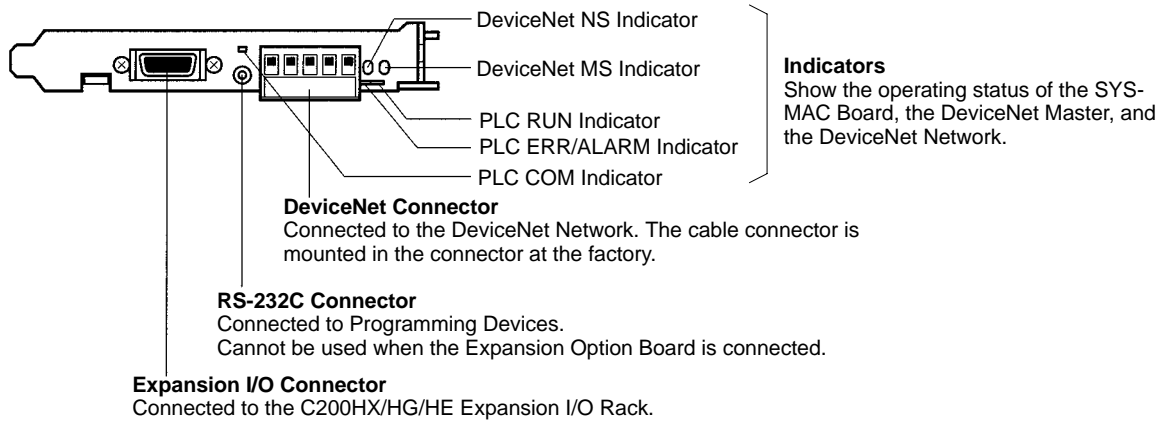 DeviceNet NS Indicator
DeviceNet MS Indicator
PLC RUN Indicator
PLC ERR/ALARM Indicator
PLC COM Indicator
Indicators
Show the operating status of the SYS-
MAC Board, the DeviceNet Master, and
the DeviceNet Network.
DeviceNet Connector
Connected to the DeviceNet Network. The cable connector is
mounted in the connector at the factory.
RS-232C Connector
Connected to Programming Devices.
Cannot be used when the Expansion Option Board is connected.
Expansion I/O Connector
Connected to the C200HX/HG/HE Expansion I/O Rack.